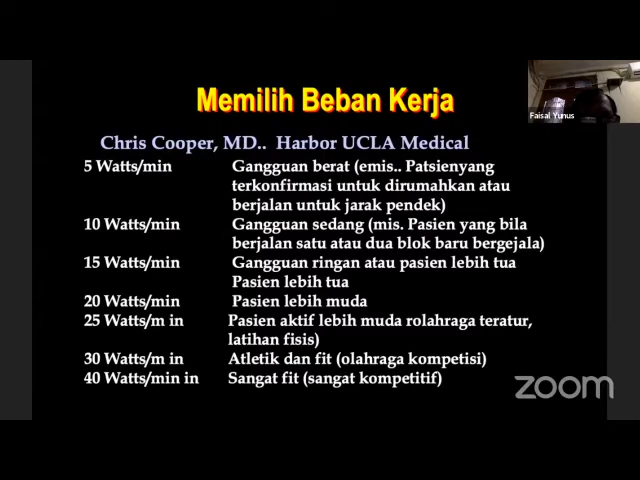 Memilih Beban Kerja
Faisal Yunus
Chris Cooper, MD.. Harbor UCLA Medical
5 Watts/min Gangguan berat (emis.. Patsienyang
terkonfirmasi untuk dirumahkan atau
berjalan untuk jarak pendek)
10 Watts/min Gangguan sedang (mis. Pasien yang bila
berjalan satu atau dua blok baru bergejala)
15 Watts/min Gangguan ringan atau pasien lebih tua
Pasien lebih tua
20 Watts/min Pasien lebih muda
25 Watts/m in Pasien aktif lebih muda rolahraga teratur,
latihan fisis)
30 Watts/m in Atletik dan fit (olahraga kompetisi)
40 Watts/min in Sangat fit (sangat kompetitif)
zoom